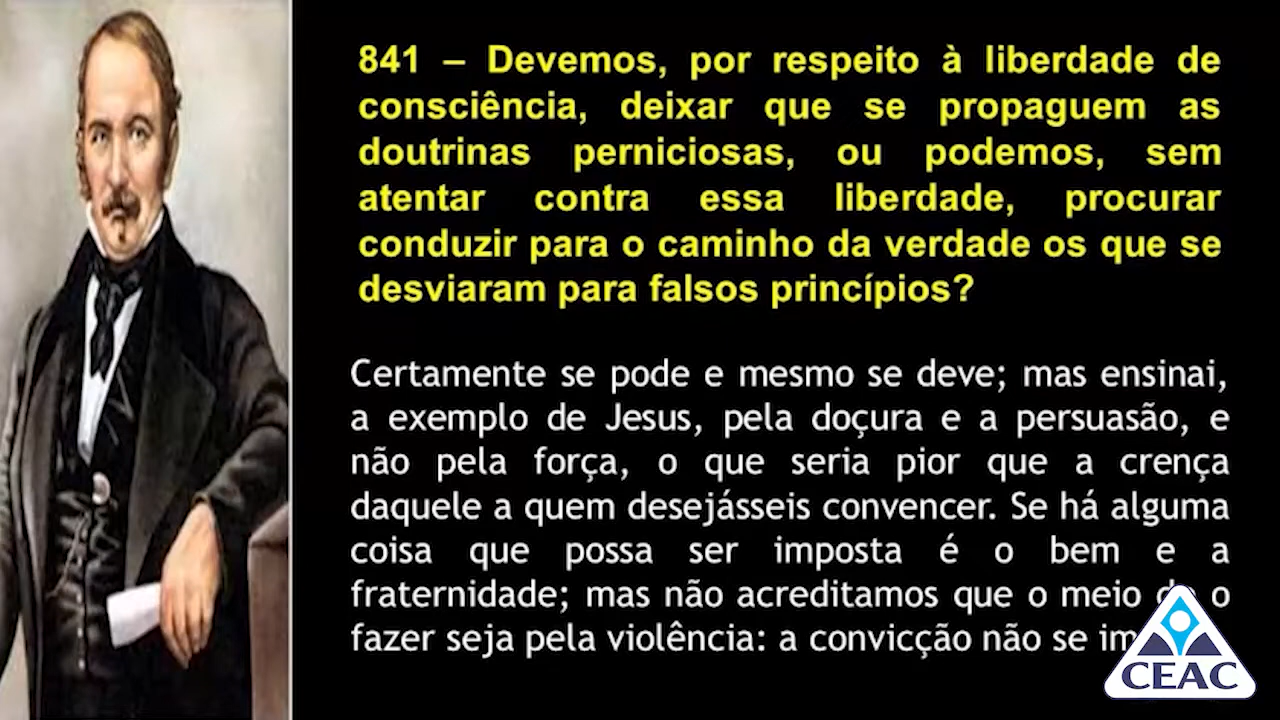 841 – Devemos, por respeito à liberdade de
consciência, deixar que se propaguem as
doutrinas perniciosas, ou podemos, sem
atentar contra essa liberdade, procurar
conduzir para o caminho da verdade os que se
desviaram para falsos princípios?
Certamente se pode e mesmo se deve; mas ensinai,
a exemplo de Jesus, pela doçura e a persuasão, e
não pela força, o que seria pior que a crença
daquele a quem desejásseis convencer. Se há alguma
coisa que possa ser imposta é o bem e a
fraternidade; mas não acreditamos que o meio o
fazer seja pela violência: a convicção não se
CEAC